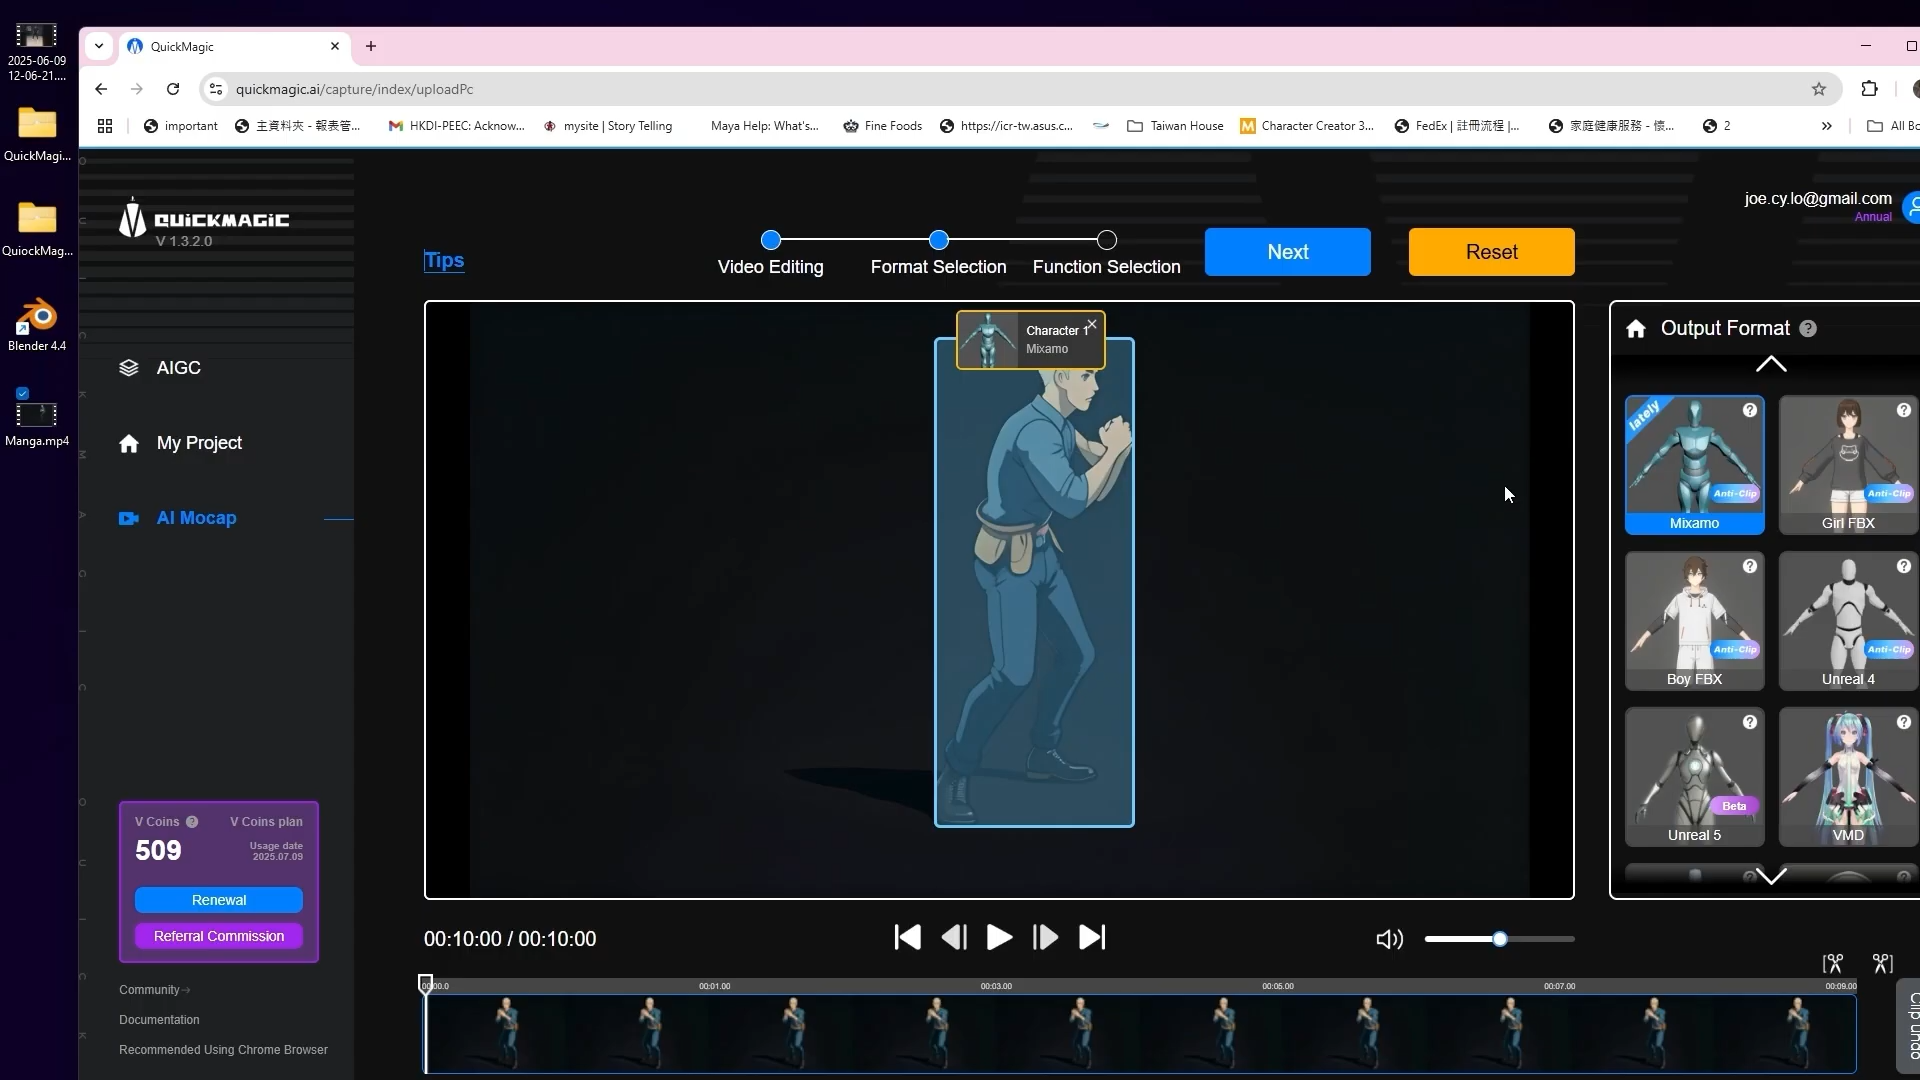 2025-06-09
12-06-21....
QuickMagi...
QuiockMag...
Blender 4.4
Manga.mp4
QuickMagic
quickmagic.ai/capture/index/uploadPc
important
主資料夾 - 報表管...
HKDI-PEEC: Acknow...
mysite | Story Telling
Maya Help: What's...
Fine Foods
https://icr-tw.asus.c...
Taiwan House
Character Creator 3...
FedEx | 註冊流程 |...
家庭健康服務 - 懷...
2
»
All Bo
QUICKMAGIC
V 1.3.2.0
AIGC
My Project
AI Mocap
V Coins ?
V Coins plan
509
Usage date
2025.07.09
Renewal
Referral Commission
Community→
Documentation
Recommended Using Chrome Browser
Tips
Video Editing
Format Selection
Function Selection
Next
Reset
joe.cy.lo@gmail.com
Annual
Character 1
Mixamo
Output Format ?
lately
?
Anti-Clip
Mixamo
?
Anti-Clip
Girl FBX
?
Anti-Clip
Boy FBX
?
Anti-Clip
Unreal 4
?
Beta
Unreal 5
?
VMD
00:10:00 / 00:10:00
00:00.0
00:01.00
00:03.00
00:05.00
00:07.00
00:09.00
Clip undo